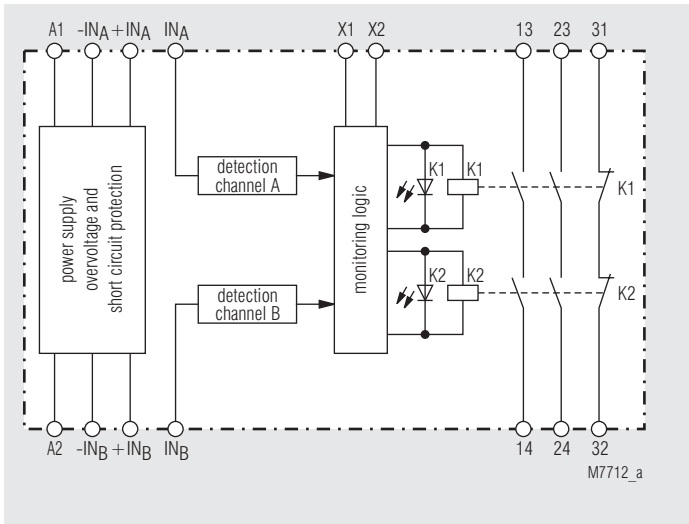 A1 -INA +INA INA X1 X2 13 23 31
detection
channel A
K1 K1
K1
power supply
overvoltage and
short circuit protection
monitoring logic
K2 K2
K2
detection
channel B
A2 -INB +INB INB 14 24 32
M7712_a